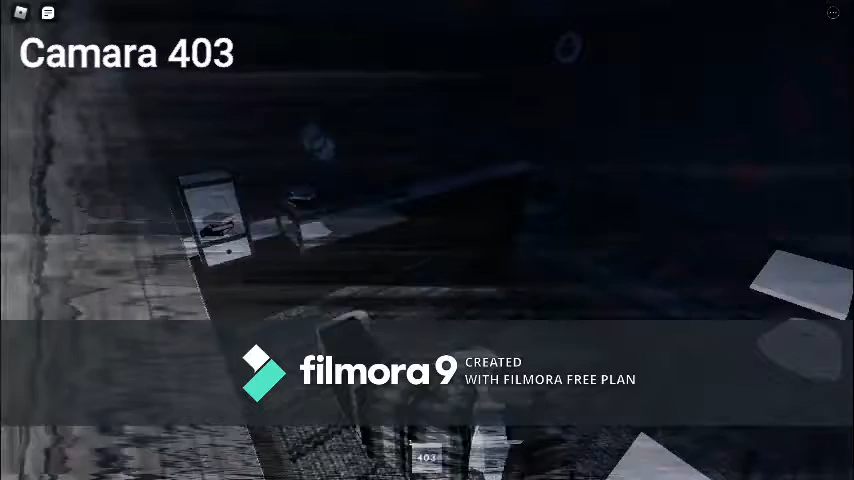 Camara 403
filmora9
CREATED
WITH FILMORA FREE PLAN
403